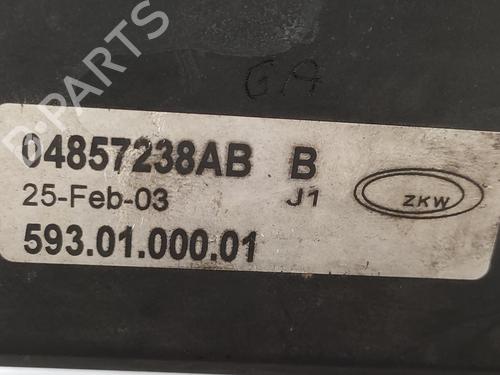 B-PARTS
GA
04857238AB B
25-Feb-03 J1
ZKW
593.01.000.01